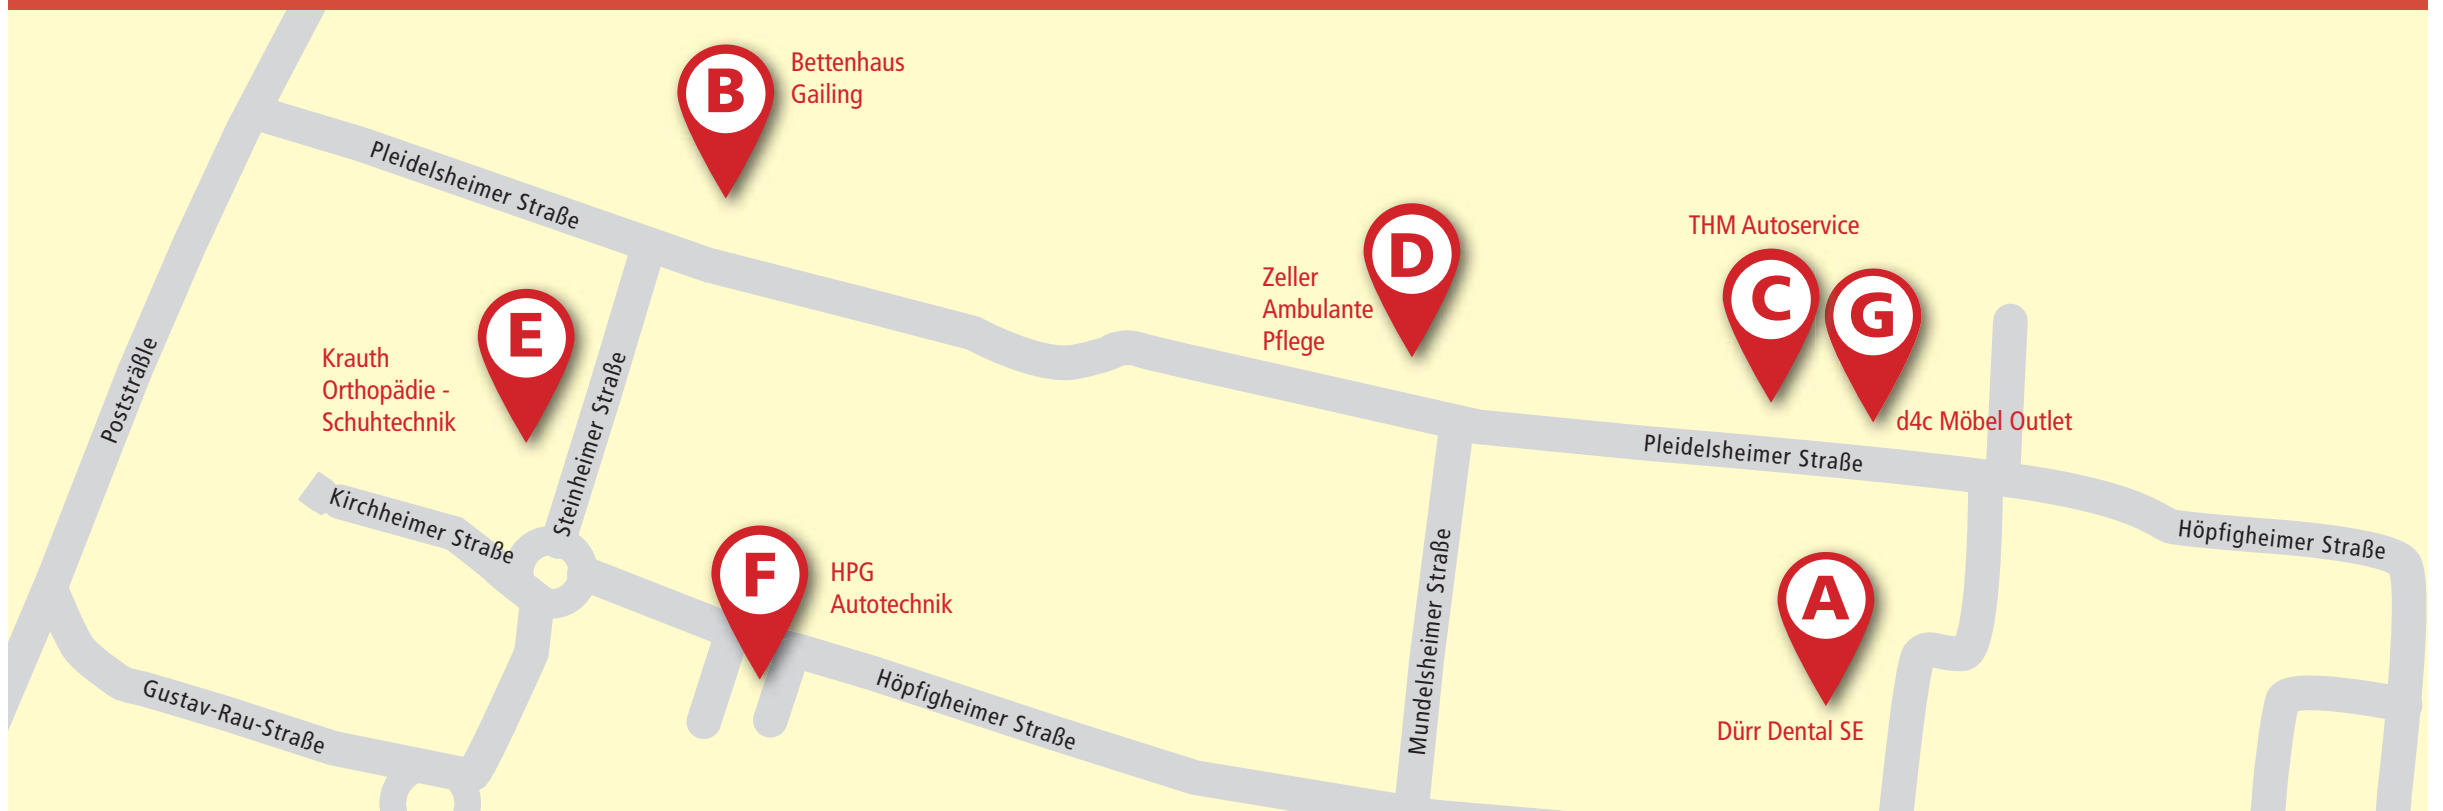 B
Bettenhaus
Gailing
Pleidelsheimer Straße
D
Zeller
Ambulante
Pflege
THM Autoservice
C
G
d4c Möbel Outlet
E
Krauth
Orthopädie -
Schuhtechnik
Poststräßle
Steinheimer Straße
Kirchheimer Straße
Pleidelsheimer Straße
Höpfigheimer Straße
F
HPG
Autotechnik
A
Dürr Dental SE
Mundelsheimer Straße
Höpfigheimer Straße
Gustav-Rau-Straße